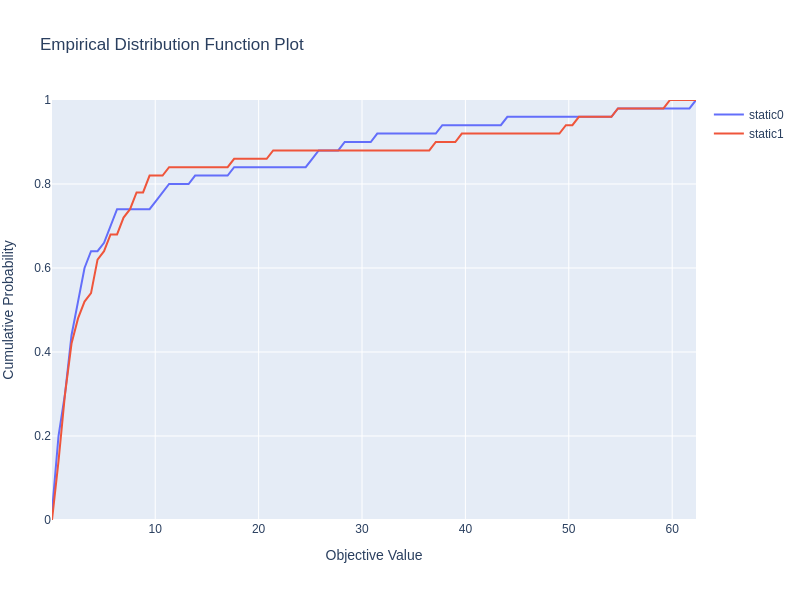 Empirical Distribution Function Plot
static0
static1
Cumulative Probability
1
0.8
0.6
0.4
0.2
0
10
20
30
40
50
60
Objective Value